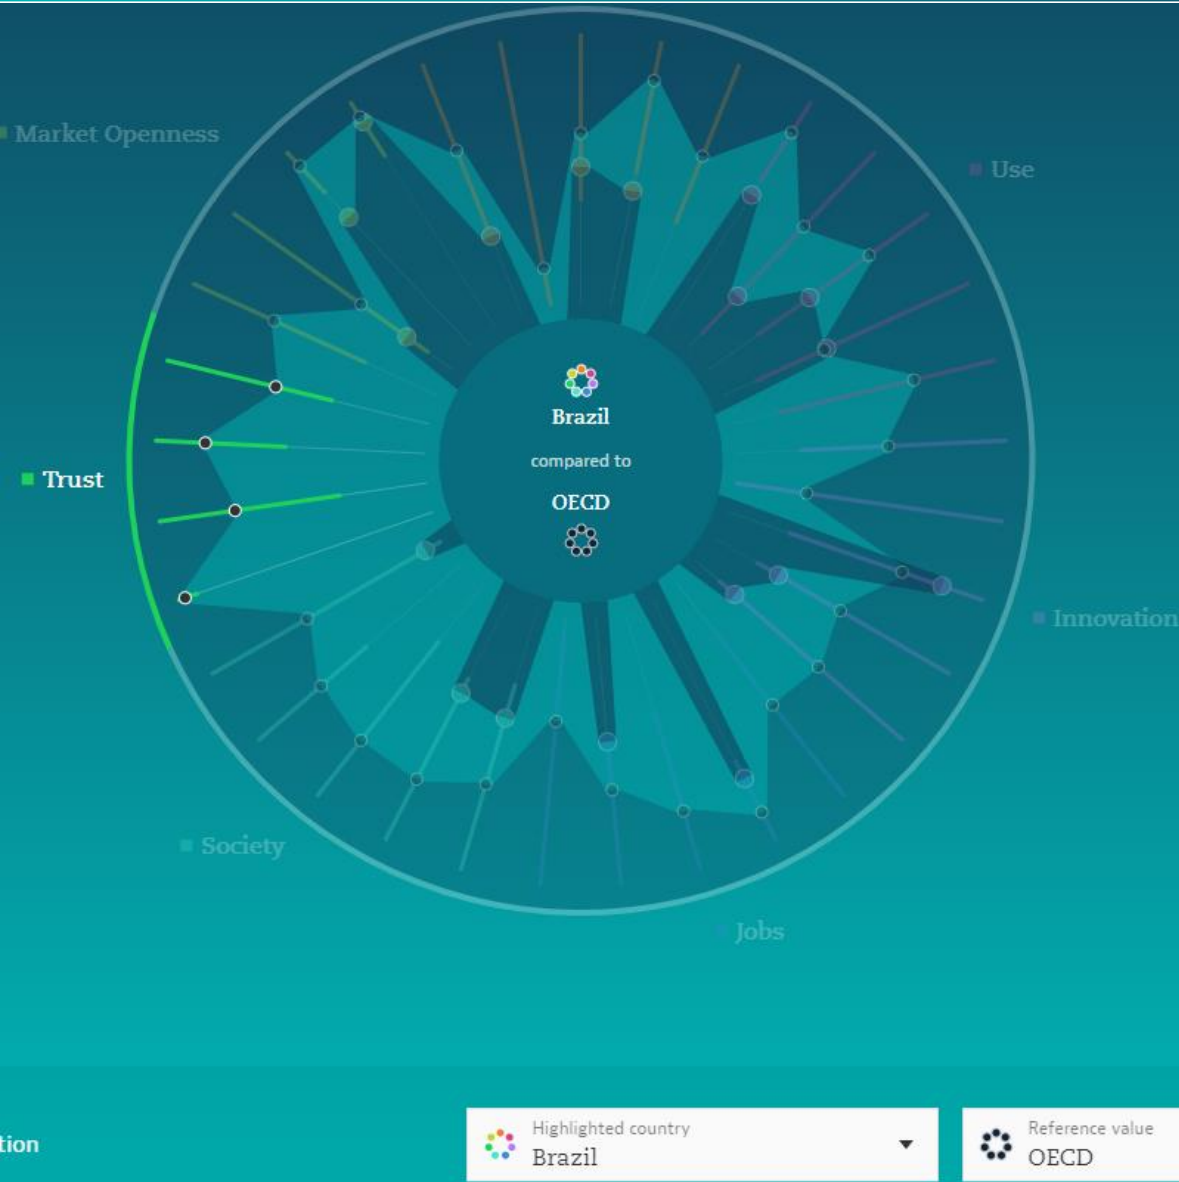 Market Openness
Use
Brazil
compared to
OECD
Trust
Innovation
Society
Jobs
tion
Highlighted country
Brazil
Reference value
OECD